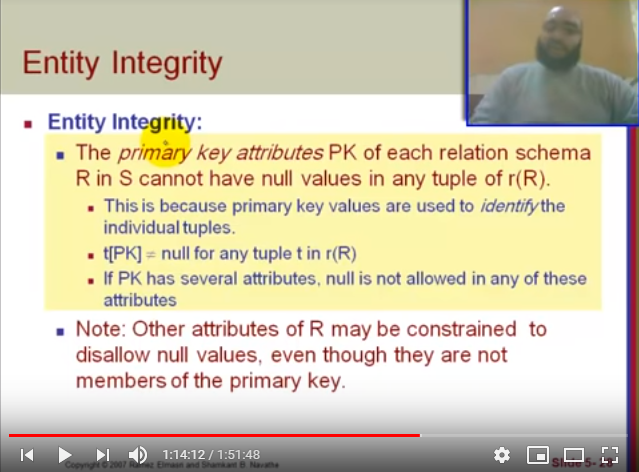 Entity Integrity
Entity Integrity:
The primary key attributes PK of each relation schema
R in S cannot have null values in any tuple of r(R).
This is because primary key values are used to identify the
individual tuples.
t[PK] ≠ null for any tuple t in r(R)
If PK has several attributes, null is not allowed in any of these
attributes
Note: Other attributes of R may be constrained to
disallow null values, even though they are not
members of the primary key.
1:14:12 / 1:51:48
Copyright © 2007 Ramez Elmasri and Shamkant B. Navathe
Slide 5-